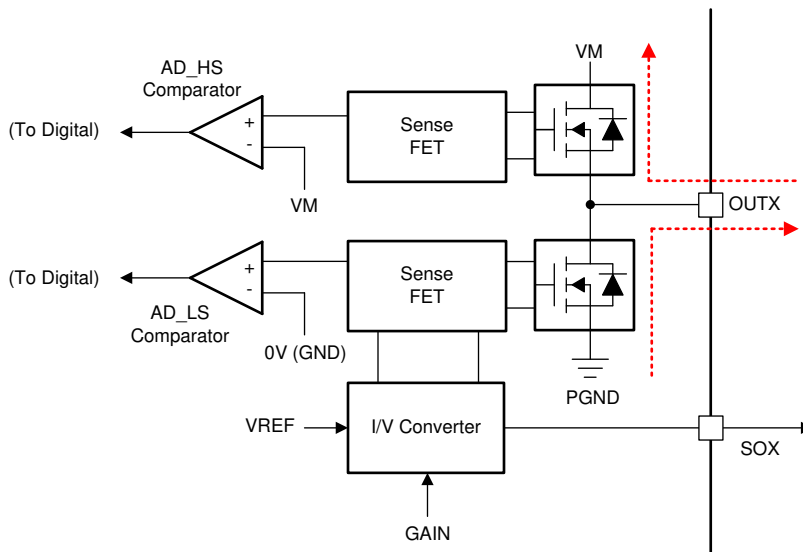 VM
AD_HS
Comparator
(To Digital)
+
-
VM
Sense
FET
OUTX
(To Digital)
+
-
AD_LS
Comparator
0V (GND)
Sense
FET
PGND
VREF
I/V Converter
SOX
GAIN